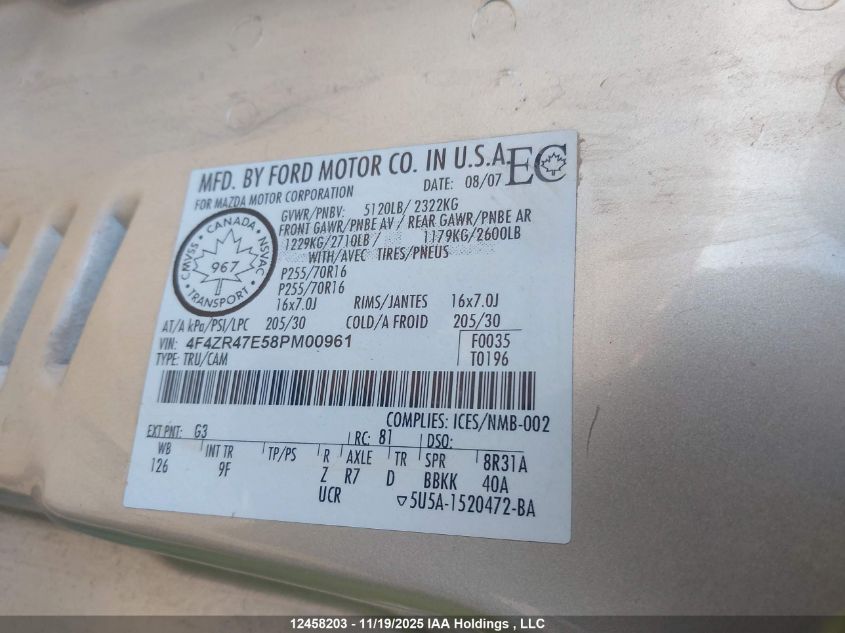 MFD. BY FORD MOTOR CO. IN U.S.A.
FOR MAZDA MOTOR CORPORATION
DATE: 08/07
EC
GVWR/PNBV: 5120LB/ 2322KG
FRONT GAWR/PNBE AV / REAR GAWR/PNBE AR
1229KG/2710LB / 1179KG/2600LB
WITH/AVEC TIRES/PNEUS
P255/70R16
P255/70R16
16x7.0J RIMS/JANTES 16x7.0J
AT/A kPa/PSI/LPC 205/30 COLD/A FROID 205/30
CMVSS · CANADA · NSVAC · TRANSPORT ·
967
VIN: 4F4ZR47E58PM00961 F0035
TYPE: TRU/CAM T0196
COMPLIES: ICES/NMB-002
EXT PNT: G3 RC: 81 DSO:
WB INT TR TP/PS R AXLE TR SPR 8R31A
126 9F Z R7 D BBKK 40A
UCR ▽5U5A-1520472-BA
12458203 - 11/19/2025 IAA Holdings, LLC